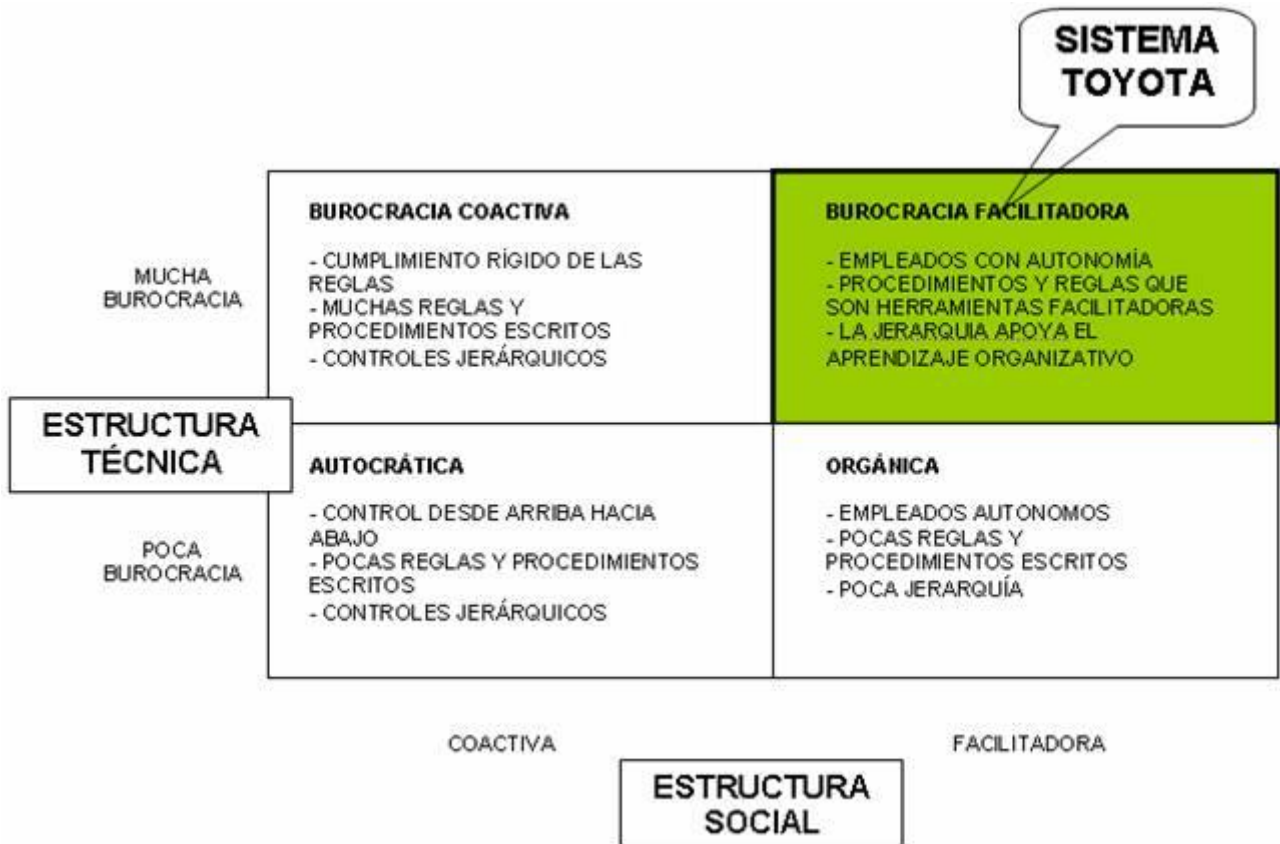 SISTEMA
TOYOTA
BUROCRACIA COACTIVA
- CUMPLIMIENTO RÍGIDO DE LAS
REGLAS
- MUCHAS REGLAS Y
PROCEDIMIENTOS ESCRITOS
- CONTROLES JERÁRQUICOS
BUROCRACIA FACILITADORA
- EMPLEADOS CON AUTONOMÍA
- PROCEDIMIENTOS Y REGLAS QUE
SON HERRAMIENTAS FACILITADORAS
- LA JERARQUIA APOYA EL
APRENDIZAJE ORGANIZATIVO
MUCHA
BUROCRACIA
ESTRUCTURA
TÉCNICA
AUTOCRÁTICA
- CONTROL DESDE ARRIBA HACIA
ABAJO
- POCAS REGLAS Y PROCEDIMIENTOS
ESCRITOS
- CONTROLES JERÁRQUICOS
ORGÁNICA
- EMPLEADOS AUTONOMOS
- POCAS REGLAS Y
PROCEDIMIENTOS ESCRITOS
- POCA JERARQUÍA
POCA
BUROCRACIA
COACTIVA
FACILITADORA
ESTRUCTURA
SOCIAL